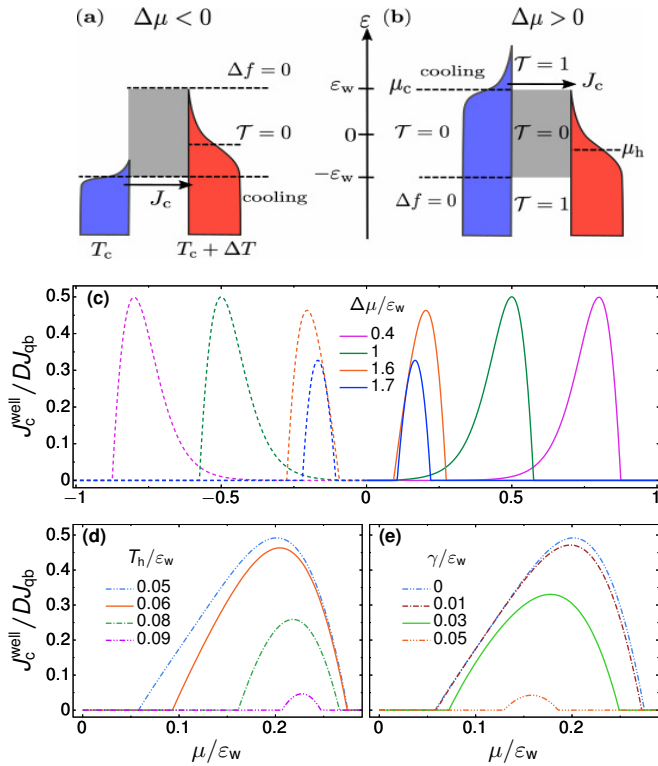 (a) Δμ < 0
ε
(b) Δμ > 0
Δf = 0
𝒯 = 0
J_c
cooling
T_c
T_c + ΔT
ε_w
0
−ε_w
cooling
𝒯 = 1
μ_c
J_c
𝒯 = 0
𝒯 = 0
μ_h
Δf = 0
𝒯 = 1
(c)
J_c^well / DJ_qb
0.5
0.4
0.3
0.2
0.1
0
Δμ/ε_w
0.4
1
1.6
1.7
−1 −0.5 0 0.5 1
(d)
J_c^well / DJ_qb
0.5
0.4
0.3
0.2
0.1
0
T_h/ε_w
0.05
0.06
0.08
0.09
0 0.1 0.2
μ/ε_w
(e)
γ/ε_w
0
0.01
0.03
0.05
0 0.1 0.2
μ/ε_w